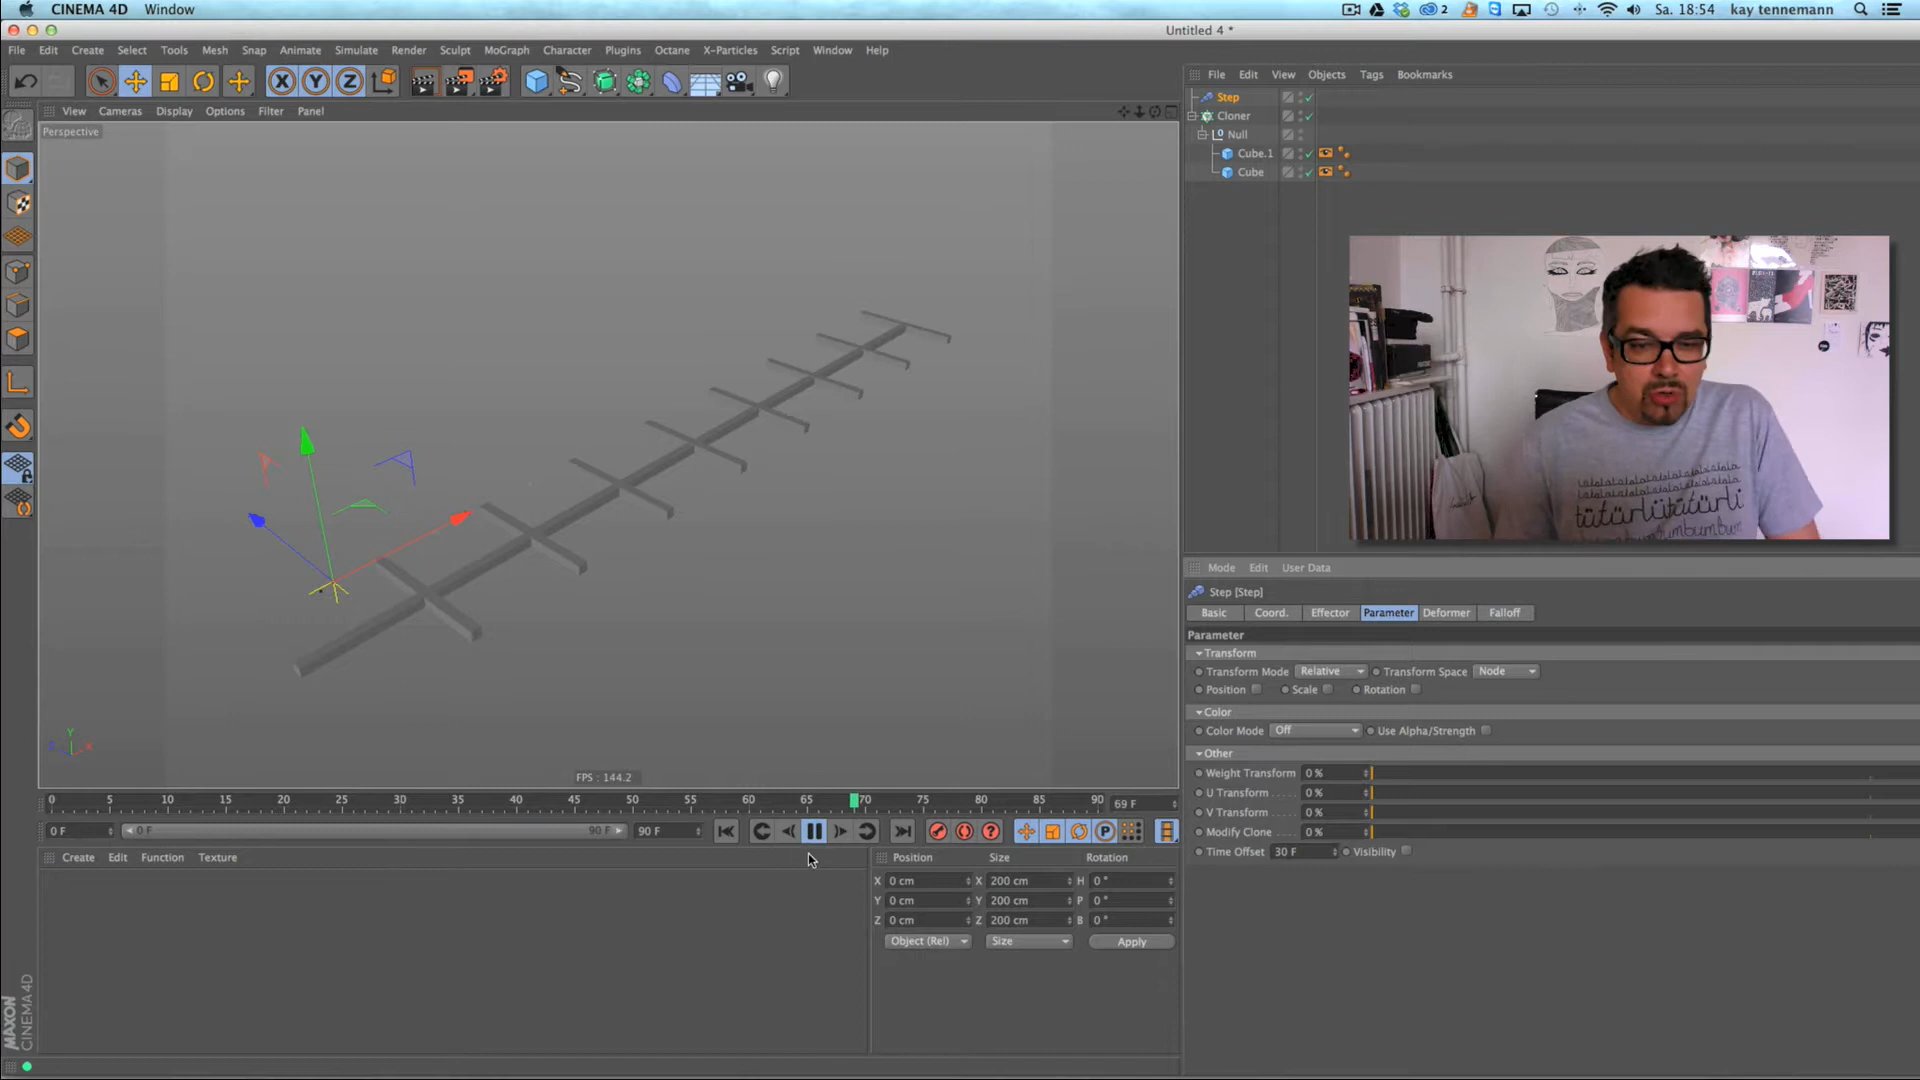 CINEMA 4D Window
2
Sa. 18:54 kay tennemann
Untitled 4 *
File Edit Create Select Tools Mesh Snap Animate Simulate Render Sculpt MoGraph Character Plugins Octane X-Particles Script Window Help
File Edit View Objects Tags Bookmarks
X Y Z
Step
View Cameras Display Options Filter Panel
Cloner
Perspective
Null
Cube.1
Cube
Mode Edit User Data
Step [Step]
Basic Coord. Effector Parameter Deformer Falloff
Parameter
Transform
Transform Mode Relative Transform Space Node
Position Scale Rotation
Color
Color Mode Off Use Alpha/Strength
Other
Weight Transform 0 %
U Transform 0 %
V Transform 0 %
Modify Clone 0 %
Time Offset 30 F Visibility
Y
FPS : 144.2
0 5 10 15 20 25 30 35 40 45 50 55 60 65 70 75 80 85 90 69 F
0 F 0 F 90 F 90 F
Create Edit Function Texture
Position Size Rotation
X 0 cm X 200 cm H 0 °
Y 0 cm Y 200 cm P 0 °
Z 0 cm Z 200 cm B 0 °
Object (Rel) Size Apply
MAXON
CINEMA 4D